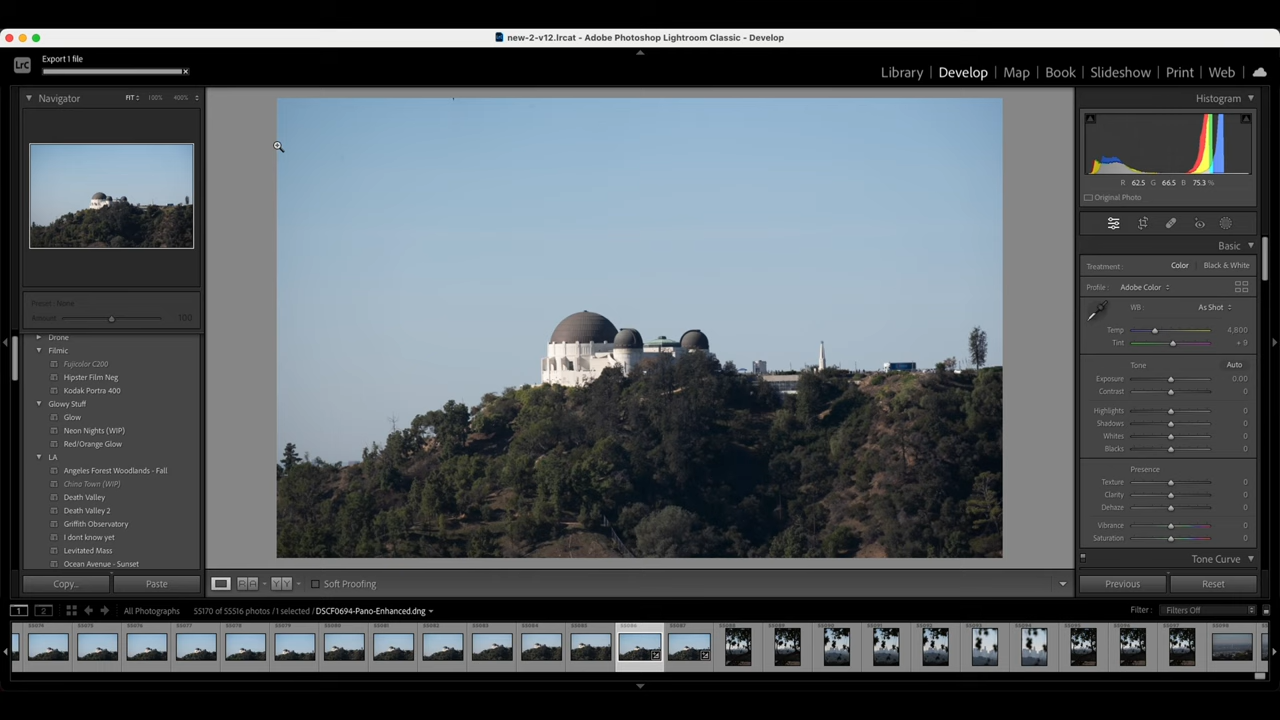 new-2-v12.lrcat - Adobe Photoshop Lightroom Classic - Develop
LrC
Export 1 file
Library
Develop
Map
Book
Slideshow
Print
Web
Navigator
FIT
100%
400%
Histogram
R 62.5 G 66.5 B 75.3 %
Original Photo
Basic
Treatment: Color Black & White
Profile: Adobe Color
WB: As Shot
Temp 4,800
Tint + 9
Tone Auto
Exposure 0.00
Contrast 0
Highlights 0
Shadows 0
Whites 0
Blacks 0
Presence
Texture 0
Clarity 0
Dehaze 0
Vibrance 0
Saturation 0
Tone Curve
Preset: None
Amount 100
Drone
Filmic
Fujicolor C200
Hipster Film Neg
Kodak Portra 400
Glowy Stuff
Glow
Neon Nights (WIP)
Red/Orange Glow
LA
Angeles Forest Woodlands - Fall
China Town (WIP)
Death Valley
Death Valley 2
Griffith Observatory
I dont know yet
Levitated Mass
Ocean Avenue - Sunset
Copy...
Paste
Soft Proofing
Previous
Reset
1 2
All Photographs
55170 of 55516 photos / 1 selected / DSCF0694-Pano-Enhanced.dng
Filter :
Filters Off